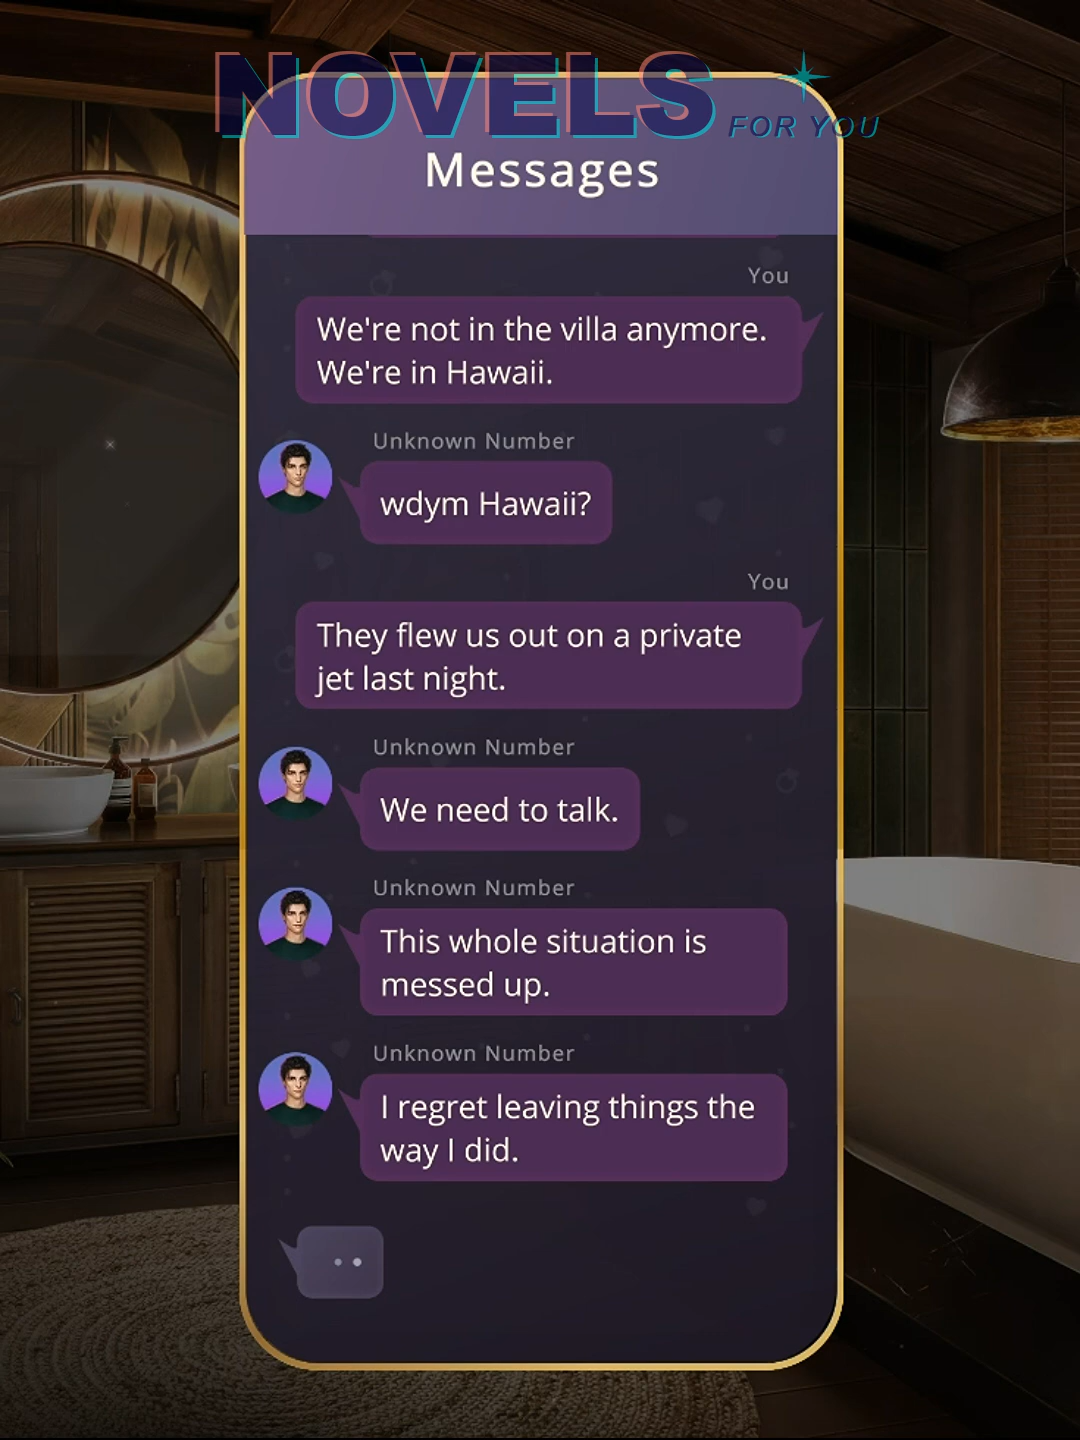 NOVELS
FOR YOU
Messages
You
We're not in the villa anymore.
We're in Hawaii.
Unknown Number
wdym Hawaii?
You
They flew us out on a private
jet last night.
Unknown Number
We need to talk.
Unknown Number
This whole situation is
messed up.
Unknown Number
I regret leaving things the
way I did.